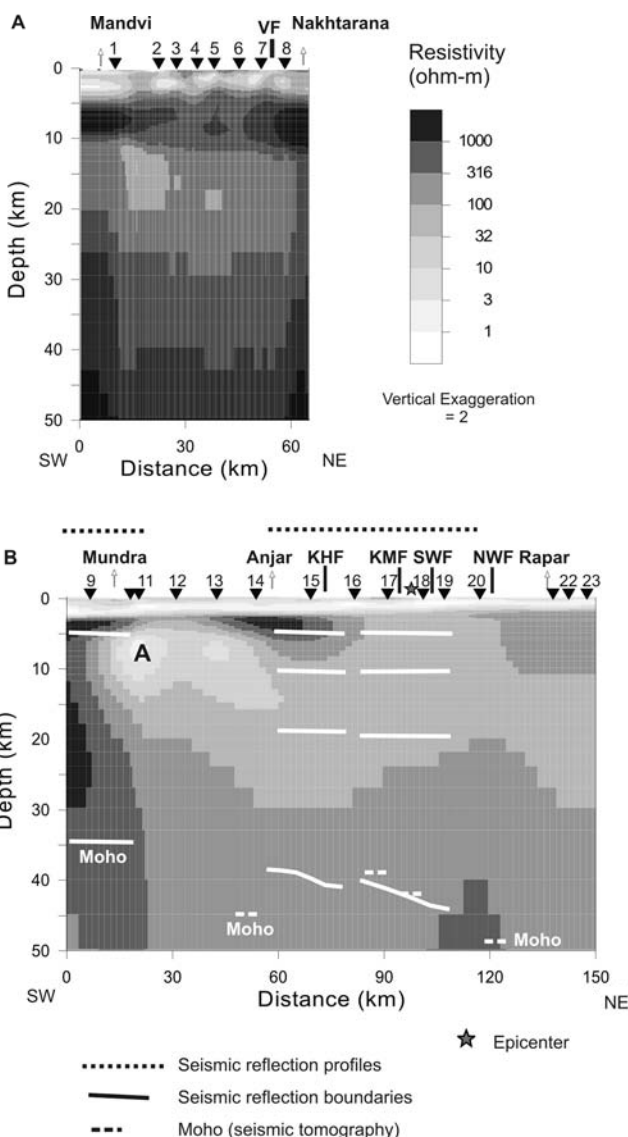 A
Mandvi VF Nakhtarana
1 2 3 4 5 6 7 8
0
10
20
30
40
50
Depth (km)
0 30 60
SW Distance (km) NE
Resistivity
(ohm-m)
1000
316
100
32
10
3
1
Vertical Exaggeration
= 2
B
Mundra Anjar KHF KMF SWF NWF Rapar
9 11 12 13 14 15 16 17 18 19 20 22 23
0
10
20
30
40
50
Depth (km)
A
Moho
Moho
Moho
0 30 60 90 120 150
SW Distance (km) NE
Epicenter
Seismic reflection profiles
Seismic reflection boundaries
Moho (seismic tomography)